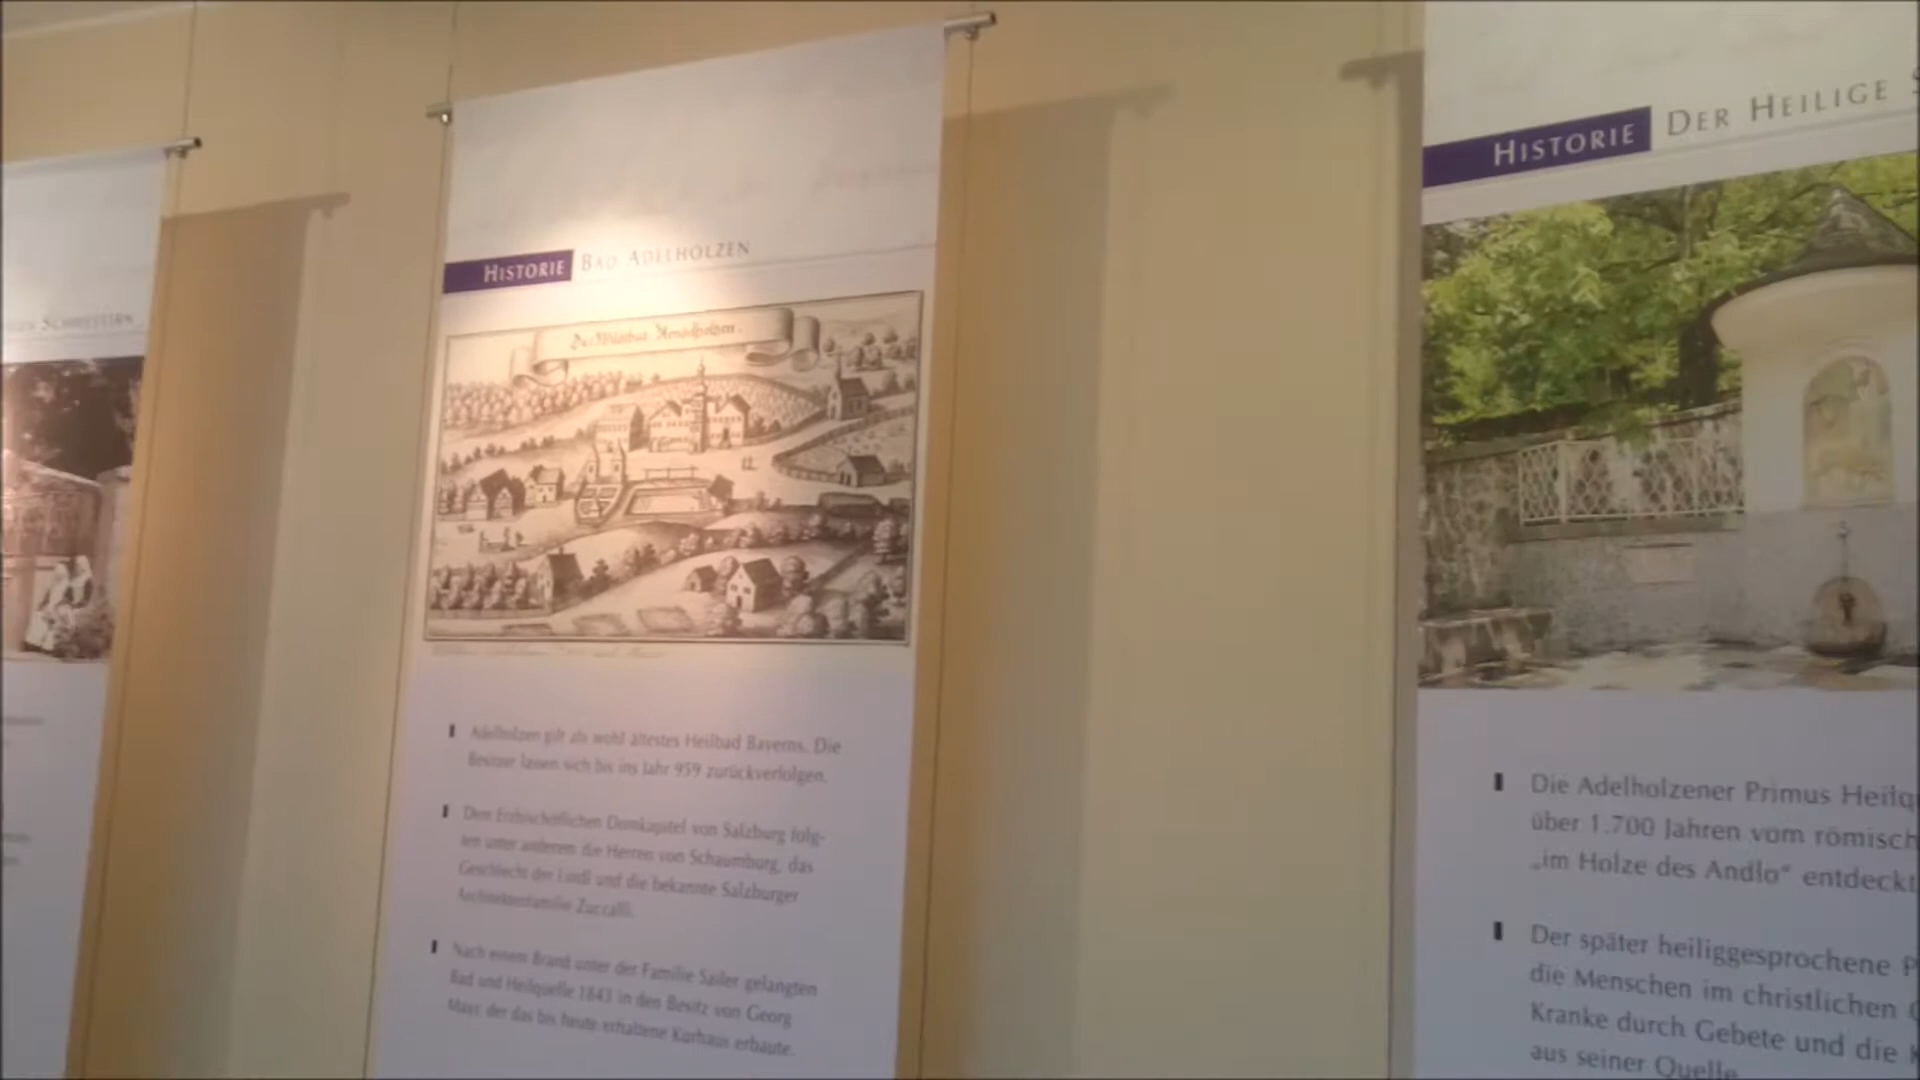 SCHWESTERN
HISTORIE BAD ADELHOLZEN
Adelholzen gilt als wohl ältestes Heilbad Bayerns. Die
Besitzer lassen sich bis ins Jahr 959 zurückverfolgen.
Dem Erzbischöflichen Domkapitel von Salzburg folg-
ten unter anderem die Herren von Schaumburg, das
Geschlecht der Lindl und die bekannte Salzburger
Architektenfamilie Zuccalli.
Nach einem Brand unter der Familie Sailer gelangten
Bad und Heilquelle 1843 in den Besitz von Georg
Mayr, der das bis heute erhaltene Kurhaus erbaute.
HISTORIE DER HEILIGE
Die Adelholzener Primus Heilq
über 1.700 Jahren vom römisch
„im Holze des Andlo“ entdeckt
Der später heiliggesprochene P
die Menschen im christlichen
Kranke durch Gebete und die
aus seiner Quelle